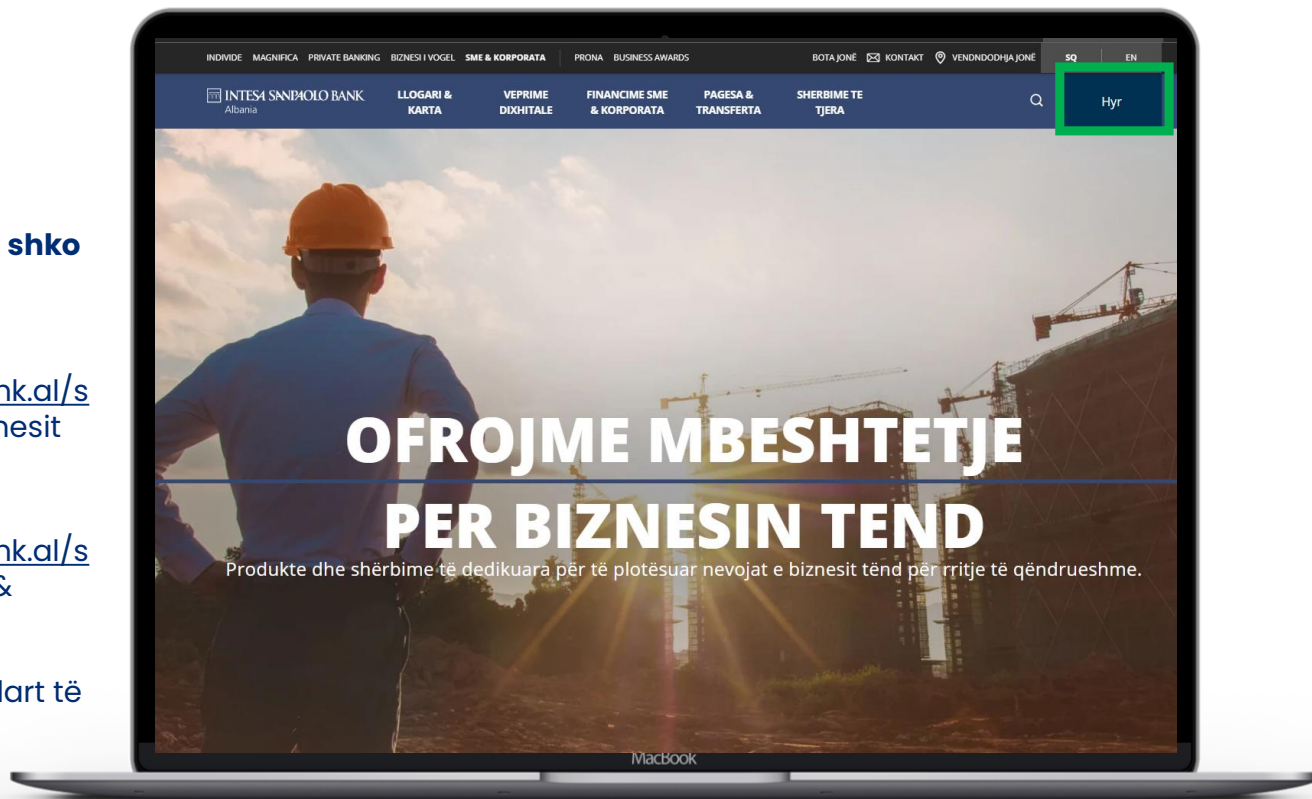 shko
nk.al/s
nesit
nk.al/s
&
lart të
INDIVIDE MAGNIFICA PRIVATE BANKING BIZNESI I VOGEL SME & KORPORATA PRONA BUSINESS AWARDS BOTA JONË KONTAKT VENDNDODHJA JONË SQ EN
INTESA SANPAOLO BANK
Albania
LLOGARI &
KARTA
VEPRIME
DIXHITALE
FINANCIME SME
& KORPORATA
PAGESA &
TRANSFERTA
SHERBIME TE
TJERA
Hyr
OFROJME MBESHTETJE
PER BIZNESIN TEND
Produkte dhe shërbime të dedikuara për të plotësuar nevojat e biznesit tënd për rritje të qëndrueshme.
MacBook